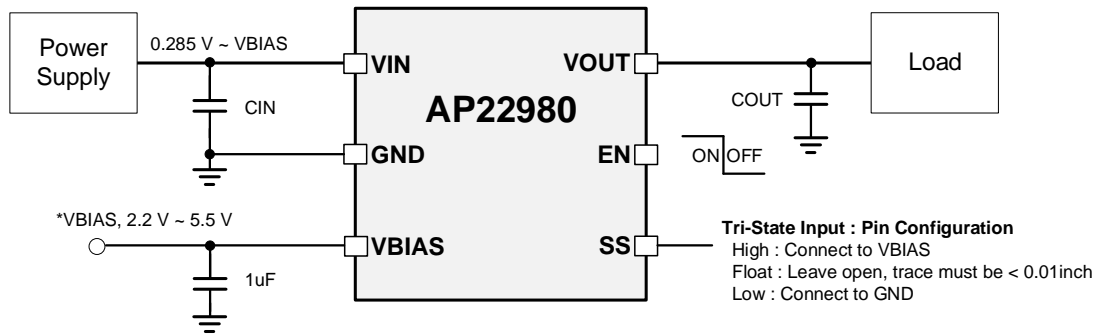 Power
Supply
0.285 V ~ VBIAS
CIN
VIN
GND
VBIAS
AP22980
VOUT
EN
SS
COUT
Load
ON OFF
*VBIAS, 2.2 V ~ 5.5 V
1uF
Tri-State Input : Pin Configuration
High : Connect to VBIAS
Float : Leave open, trace must be < 0.01inch
Low : Connect to GND